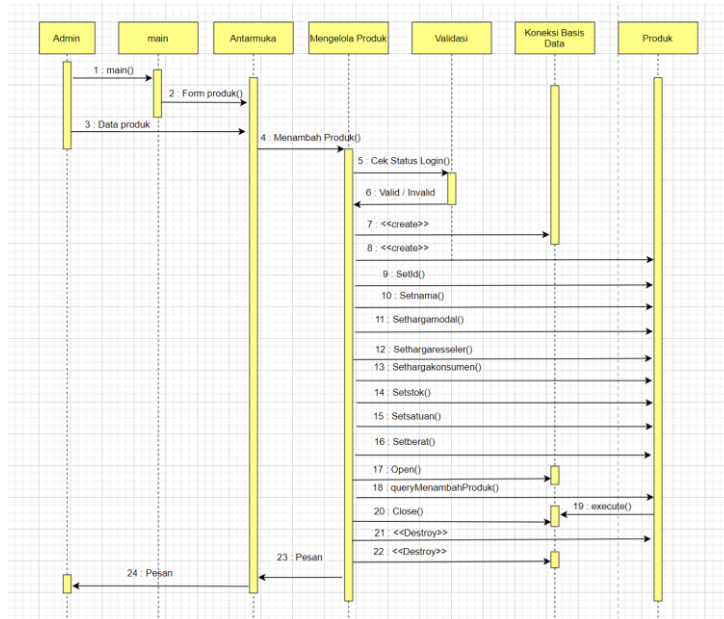 Admin
main
Antarmuka
Mengelola Produk
Validasi
Koneksi Basis
Data
Produk
1 : main()
2 : Form produk()
3 : Data produk
4 : Menambah Produk()
5 : Cek Status Login()
6 : Valid / Invalid
7 : <<create>>
8 : <<create>>
9 : SetId()
10 : Setnama()
11 : Sethargamodal()
12 : Sethargaresseler()
13 : Sethargakonsumen()
14 : Setstok()
15 : Setsatuan()
16 : Setberat()
17 : Open()
18 : queryMenambahProduk()
19 : execute()
20 : Close()
21 : <<Destroy>>
22 : <<Destroy>>
23 : Pesan
24 : Pesan